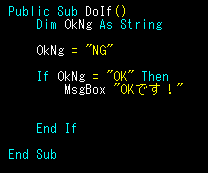 Public Sub DoIf()
    Dim OkNg As String

    OkNg = "NG"

    If OkNg = "OK" Then
        MsgBox "OKです！"


    End If

End Sub